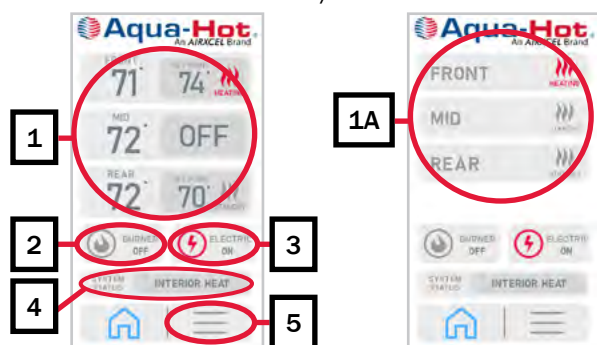 Aqua-Hot.
An AIRXCEL Brand
FRONT
71° 74° HEATING
MID
72° OFF
REAR
72° 70°
BURNER OFF
ELECTRIC ON
SYSTEM STATUS INTERIOR HEAT
1
2
3
4
5
Aqua-Hot.
An AIRXCEL Brand
FRONT HEATING
MID
REAR
BURNER OFF
ELECTRIC ON
SYSTEM STATUS INTERIOR HEAT
1A